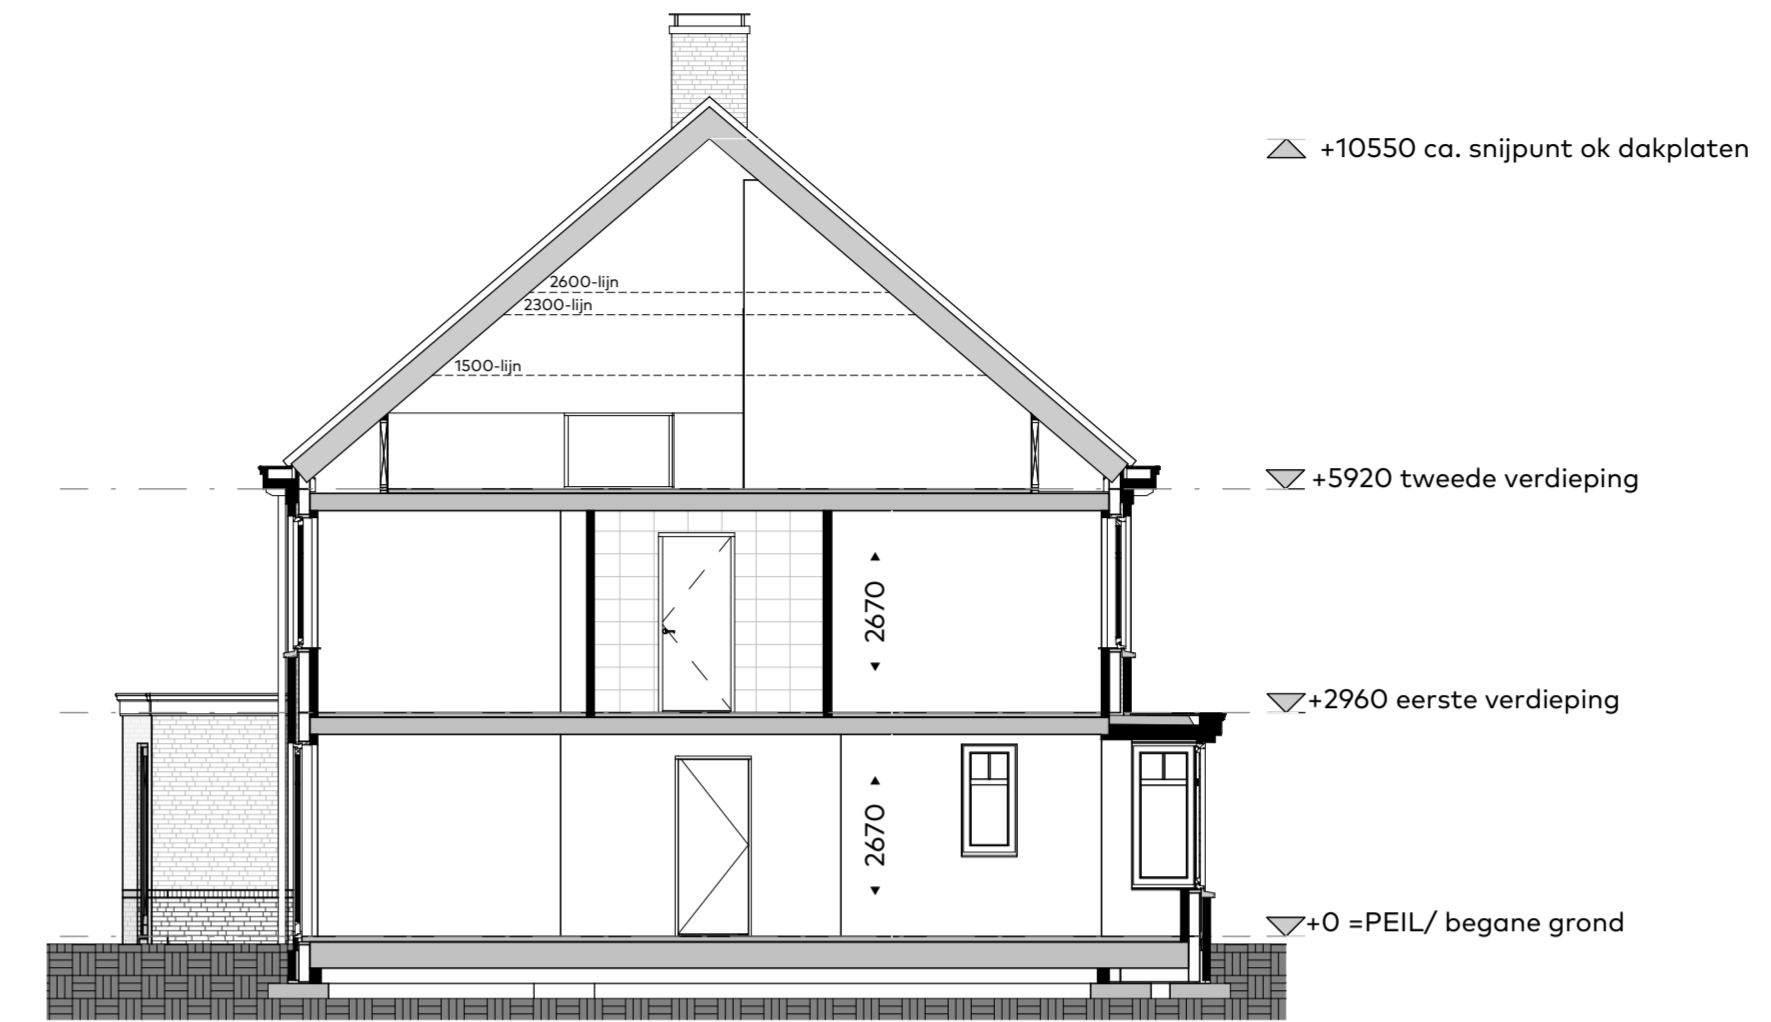 +10550 ca. snijpunt ok dakplaten
2600-lijn
2300-lijn
1500-lijn
+5920 tweede verdieping
2670
+2960 eerste verdieping
2670
+0 =PEIL/ begane grond